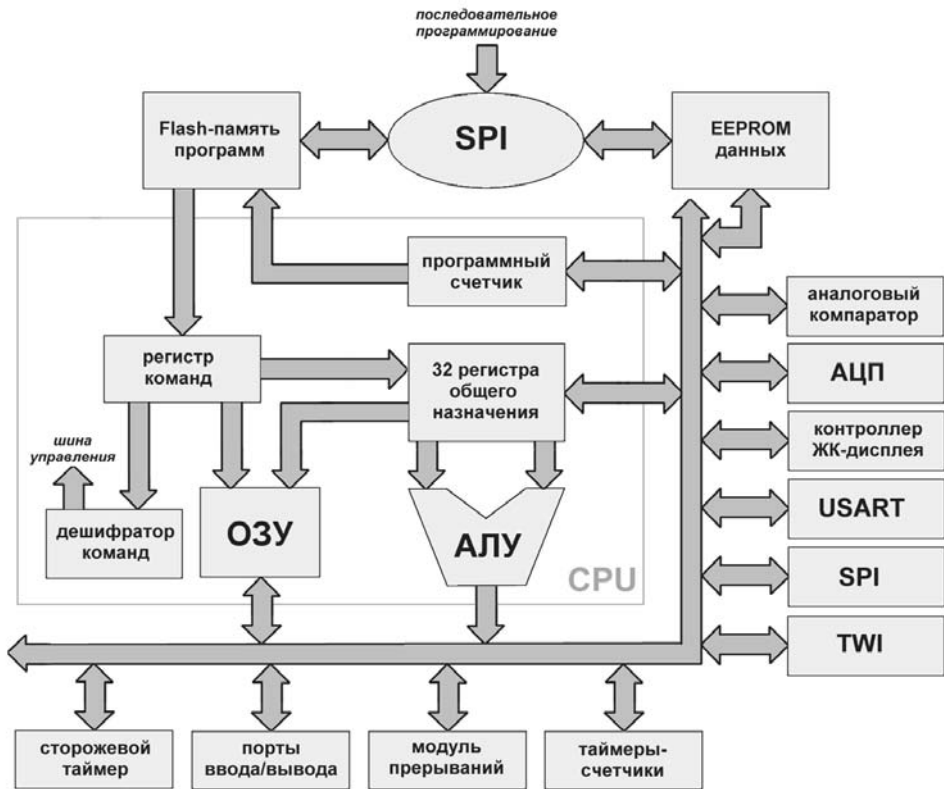 последовательное
программирование
Flash-память
программ
SPI
EEPROM
данных
программный
счетчик
аналоговый
компаратор
регистр
команд
32 регистра
общего
назначения
АЦП
контроллер
ЖК-дисплея
шина
управления
дешифратор
команд
ОЗУ
АЛУ
USART
CPU
SPI
TWI
сторожевой
таймер
порты
ввода/вывода
модуль
прерываний
таймеры-
счетчики